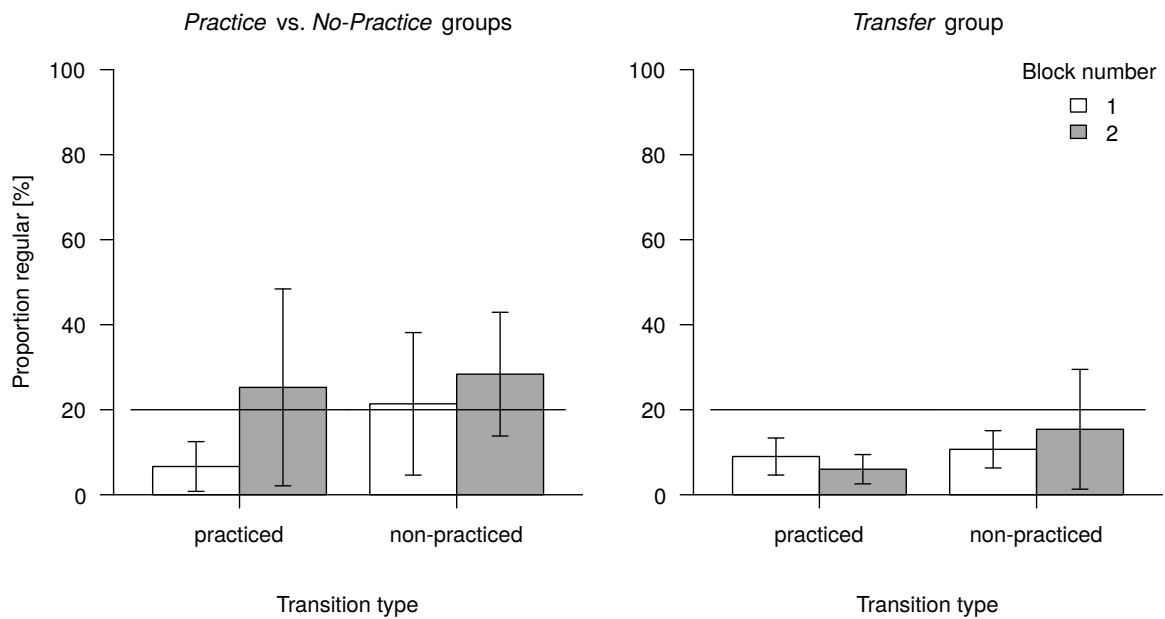 Practice vs. No-Practice groups
Proportion regular [%]
100
80
60
40
20
0
practiced
non-practiced
Transition type
Transfer group
Block number
1
2
100
80
60
40
20
0
practiced
non-practiced
Transition type